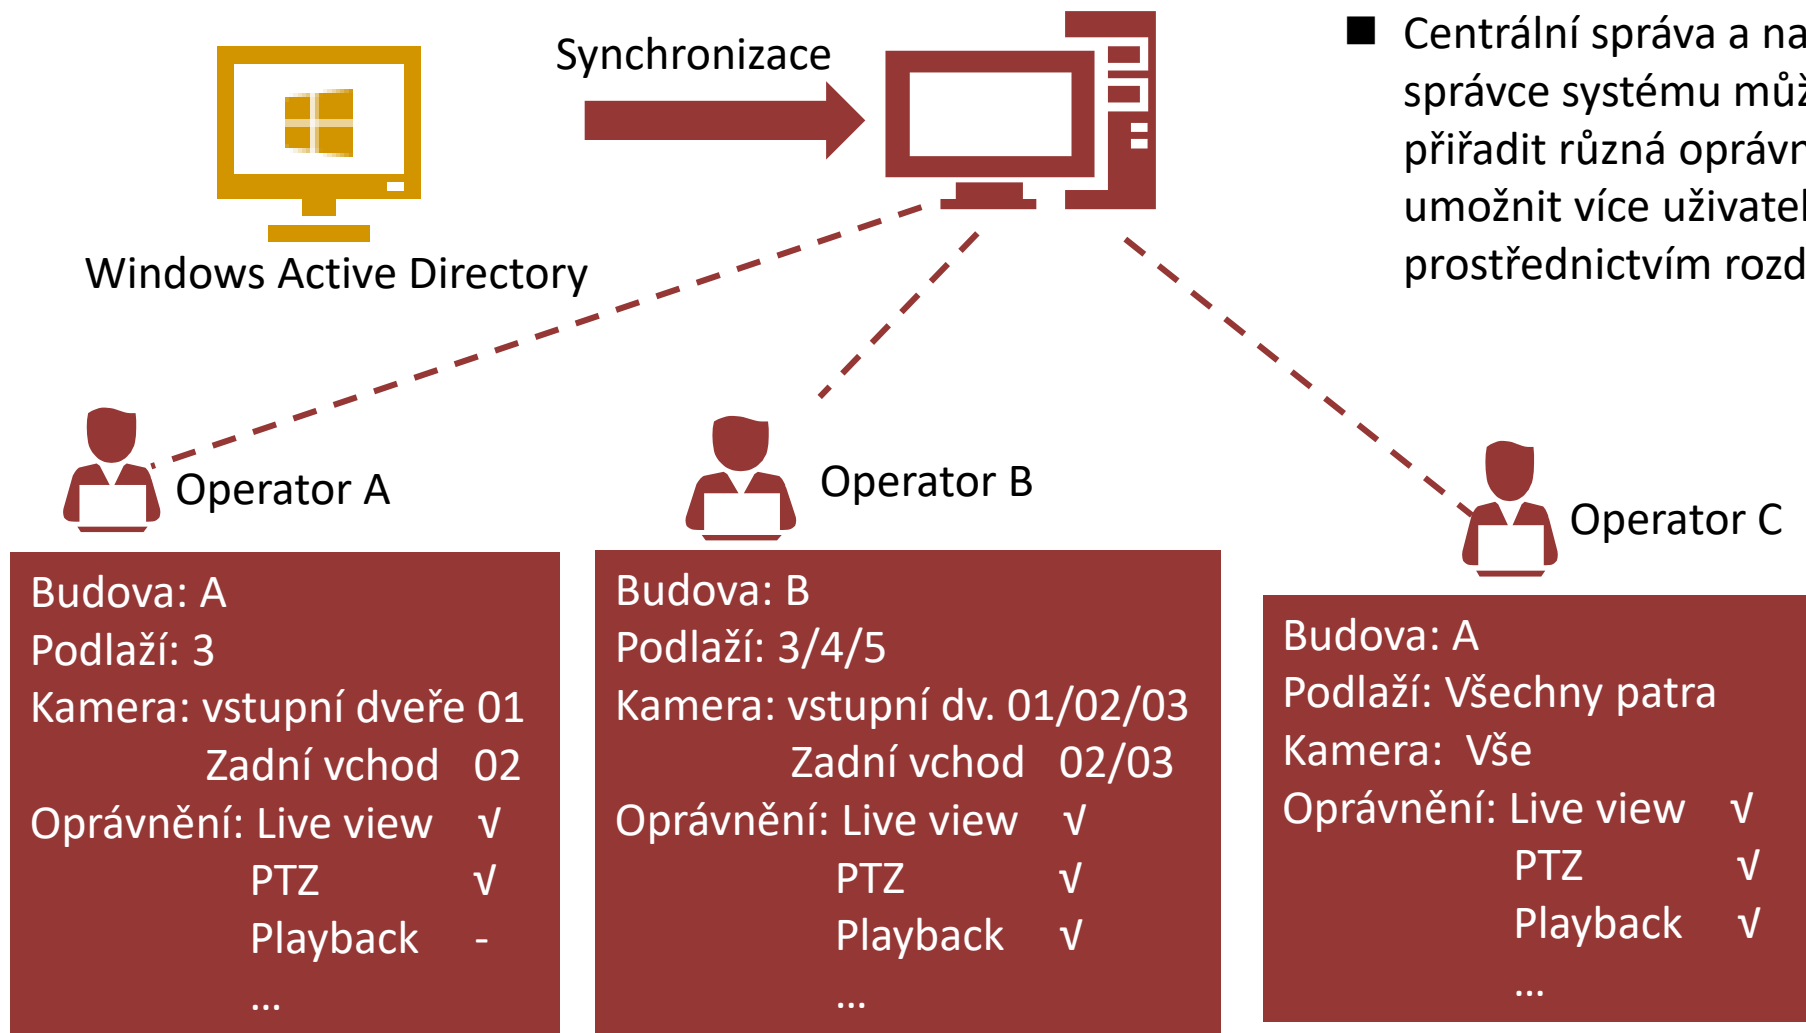 Synchronizace
Windows Active Directory
■ Centrální správa a na
správce systému můž
přiřadit různá oprávn
umožnit více uživatel
prostřednictvím rozd
Operator A
Budova: A
Podlaží: 3
Kamera: vstupní dveře 01
Zadní vchod 02
Oprávnění: Live view √
PTZ √
Playback -
...
Operator B
Budova: B
Podlaží: 3/4/5
Kamera: vstupní dv. 01/02/03
Zadní vchod 02/03
Oprávnění: Live view √
PTZ √
Playback √
...
Operator C
Budova: A
Podlaží: Všechny patra
Kamera: Vše
Oprávnění: Live view √
PTZ √
Playback √
...